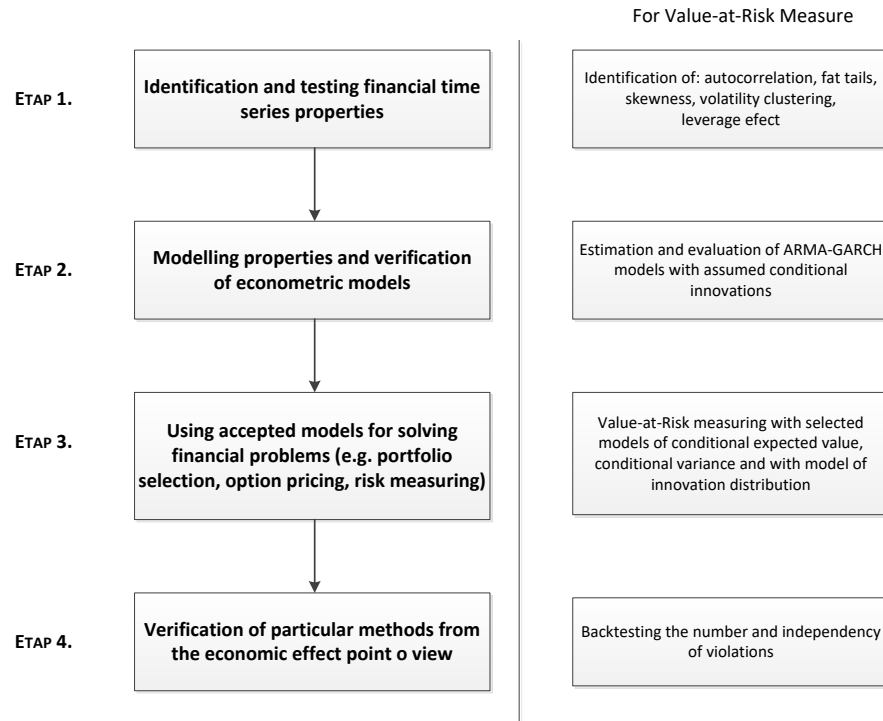 For Value-at-Risk Measure
ETAP 1.
Identification and testing financial time
series properties
Identification of: autocorrelation, fat tails,
skewness, volatility clustering,
leverage efect
ETAP 2.
Modelling properties and verification
of econometric models
Estimation and evaluation of ARMA-GARCH
models with assumed conditional
innovations
ETAP 3.
Using accepted models for solving
financial problems (e.g. portfolio
selection, option pricing, risk measuring)
Value-at-Risk measuring with selected
models of conditional expected value,
conditional variance and with model of
innovation distribution
ETAP 4.
Verification of particular methods from
the economic effect point o view
Backtesting the number and independency
of violations